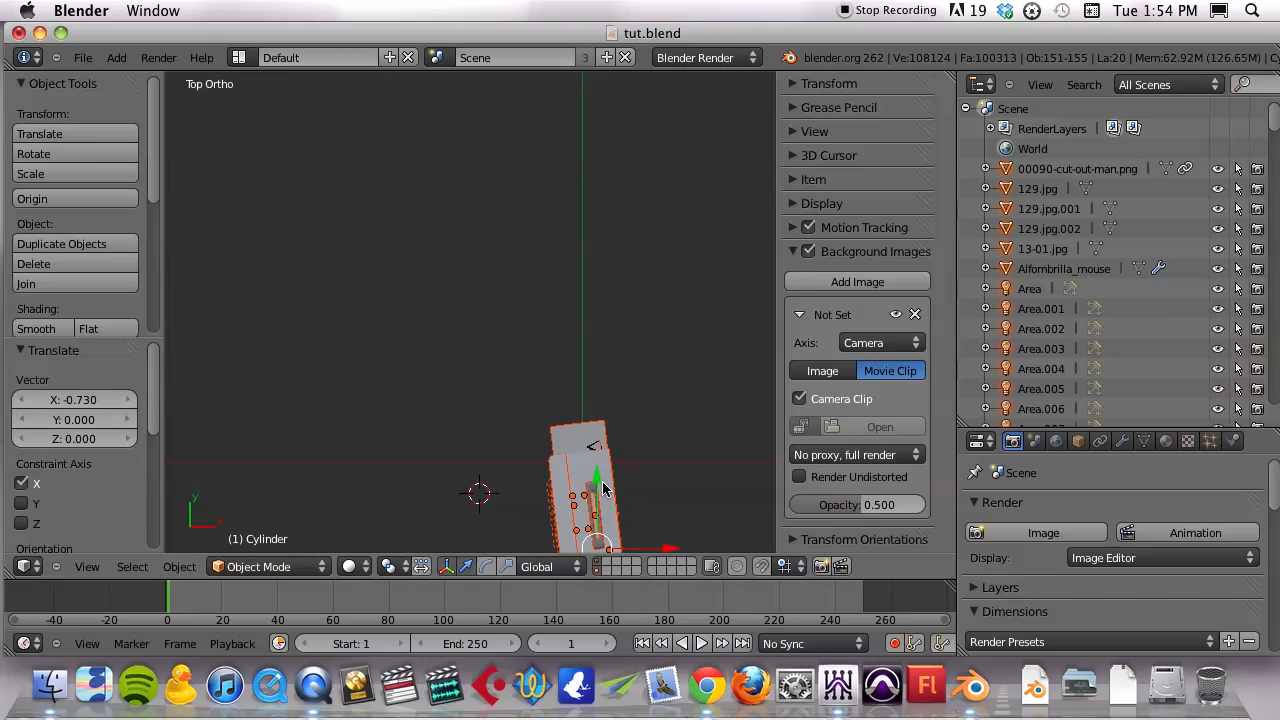 Blender Window Stop Recording 19 Tue 1:54 PM
tut.blend
File Add Render Help Default Scene 3 Blender Render blender.org 262 | Ve:108124 | Fa:100313 | Ob:151-155 | La:20 | Mem:62.92M (126.65M) | Cy
Object Tools
Transform:
Translate
Rotate
Scale
Origin
Object:
Duplicate Objects
Delete
Join
Shading:
Smooth Flat
Translate
Vector
X: -0.730
Y: 0.000
Z: 0.000
Constraint Axis
X
Y
Z
Orientation
Top Ortho
y
x
(1) Cylinder
Transform
Grease Pencil
View
3D Cursor
Item
Display
Motion Tracking
Background Images
Add Image
Not Set
Axis: Camera
Image Movie Clip
Camera Clip
Open
No proxy, full render
Render Undistorted
Opacity: 0.500
Transform Orientations
View Search All Scenes
Scene
RenderLayers |
World
00090-cut-out-man.png |
129.jpg |
129.jpg.001 |
129.jpg.002 |
13-01.jpg |
Alfombrilla_mouse |
Area |
Area.001 |
Area.002 |
Area.003 |
Area.004 |
Area.005 |
Area.006 |
Scene
Render
Image Animation
Display: Image Editor
Layers
Dimensions
Render Presets
View Select Object Object Mode Global
-40 -20 0 20 40 60 80 100 120 140 160 180 200 220 240 260
View Marker Frame Playback Start: 1 End: 250 1 No Sync
Fl